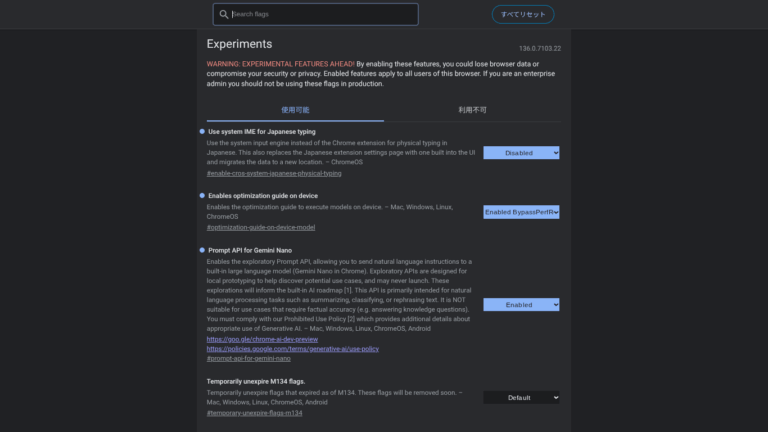 Search flags
すべてリセット
Experiments
136.0.7103.22
WARNING: EXPERIMENTAL FEATURES AHEAD! By enabling these features, you could lose browser data or
compromise your security or privacy. Enabled features apply to all users of this browser. If you are an enterprise
admin you should not be using these flags in production.
使用可能
利用不可
Use system IME for Japanese typing
Use the system input engine instead of the Chrome extension for physical typing in
Japanese. This also replaces the Japanese extension settings page with one built into the UI
and migrates the data to a new location. – ChromeOS
#enable-cros-system-japanese-physical-typing
Disabled
Enables optimization guide on device
Enables the optimization guide to execute models on device. – Mac, Windows, Linux,
ChromeOS
#optimization-guide-on-device-model
Enabled BypassPerfR
Prompt API for Gemini Nano
Enables the exploratory Prompt API, allowing you to send natural language instructions to a
built-in large language model (Gemini Nano in Chrome). Exploratory APIs are designed for
local prototyping to help discover potential use cases, and may never launch. These
explorations will inform the built-in AI roadmap [1]. This API is primarily intended for natural
language processing tasks such as summarizing, classifying, or rephrasing text. It is NOT
suitable for use cases that require factual accuracy (e.g. answering knowledge questions).
You must comply with our Prohibited Use Policy [2] which provides additional details about
appropriate use of Generative AI. – Mac, Windows, Linux, ChromeOS, Android
https://goo.gle/chrome-ai-dev-preview
https://policies.google.com/terms/generative-ai/use-policy
#prompt-api-for-gemini-nano
Enabled
Temporarily unexpire M134 flags.
Temporarily unexpire flags that expired as of M134. These flags will be removed soon. –
Mac, Windows, Linux, ChromeOS, Android
#temporary-unexpire-flags-m134
Default